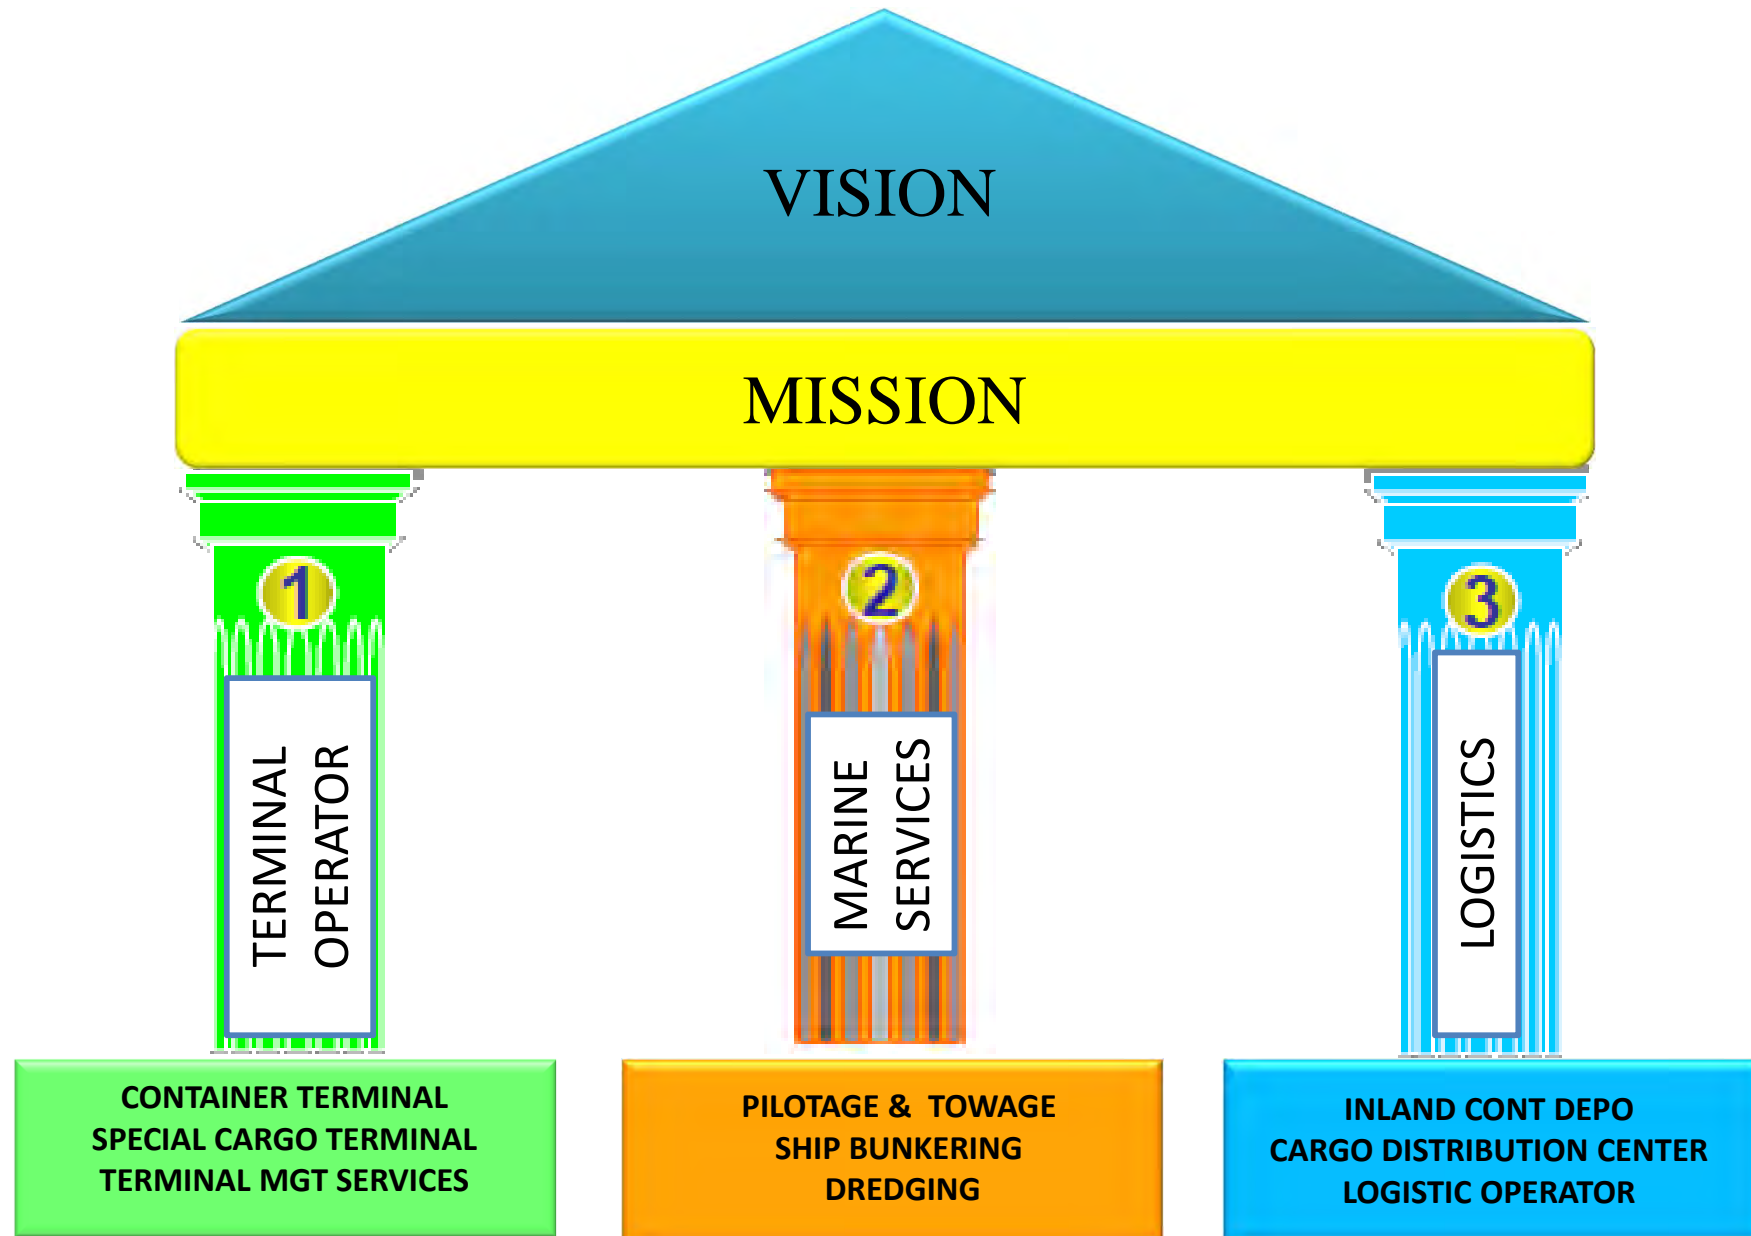 VISION
MISSION
1
TERMINAL
OPERATOR
CONTAINER TERMINAL
SPECIAL CARGO TERMINAL
TERMINAL MGT SERVICES
2
MARINE
SERVICES
PILOTAGE & TOWAGE
SHIP BUNKERING
DREDGING
3
LOGISTICS
INLAND CONT DEPO
CARGO DISTRIBUTION CENTER
LOGISTIC OPERATOR